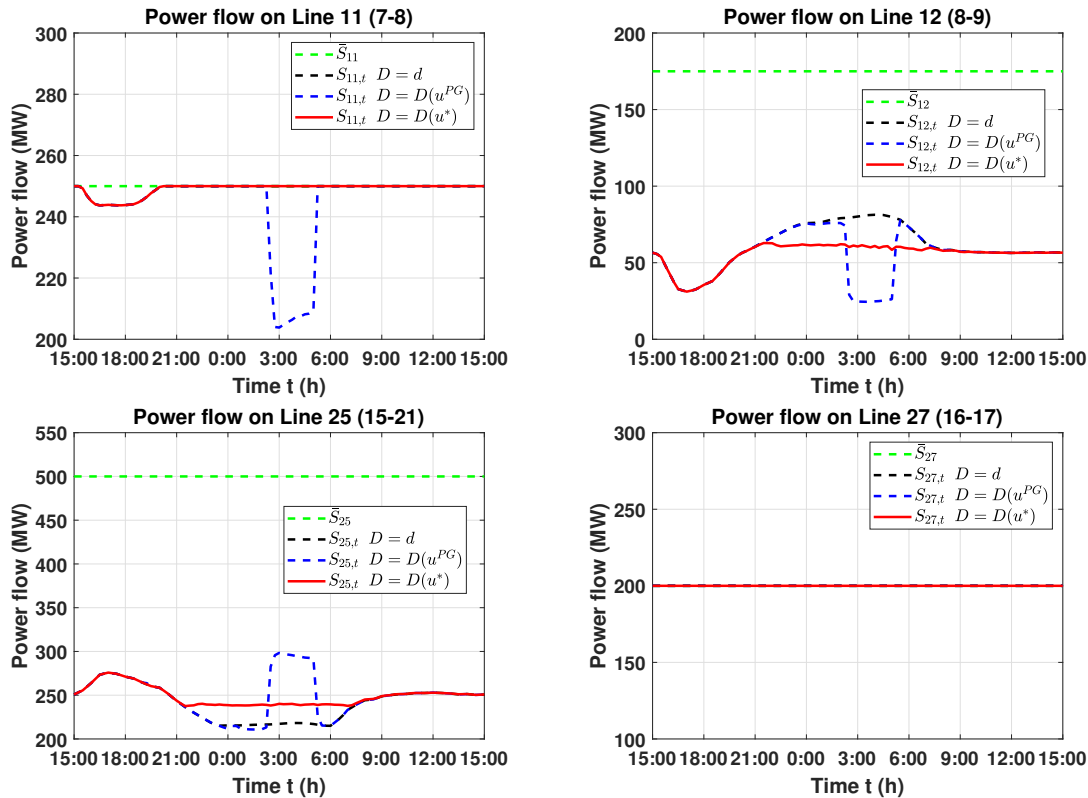 Power flow on Line 11 (7-8)
Power flow (MW)
300
280
260
240
220
200
S̄₁₁
S₁₁,ₜ D = d
S₁₁,ₜ D = D(u^{PG})
S₁₁,ₜ D = D(u*)
15:00 18:00 21:00 0:00 3:00 6:00 9:00 12:00 15:00
Time t (h)
Power flow on Line 12 (8-9)
Power flow (MW)
200
150
100
50
0
S̄₁₂
S₁₂,ₜ D = d
S₁₂,ₜ D = D(u^{PG})
S₁₂,ₜ D = D(u*)
15:00 18:00 21:00 0:00 3:00 6:00 9:00 12:00 15:00
Time t (h)
Power flow on Line 25 (15-21)
Power flow (MW)
550
500
450
400
350
300
250
200
S̄₂₅
S₂₅,ₜ D = d
S₂₅,ₜ D = D(u^{PG})
S₂₅,ₜ D = D(u*)
15:00 18:00 21:00 0:00 3:00 6:00 9:00 12:00 15:00
Time t (h)
Power flow on Line 27 (16-17)
Power flow (MW)
300
250
200
150
100
S̄₂₇
S₂₇,ₜ D = d
S₂₇,ₜ D = D(u^{PG})
S₂₇,ₜ D = D(u*)
15:00 18:00 21:00 0:00 3:00 6:00 9:00 12:00 15:00
Time t (h)